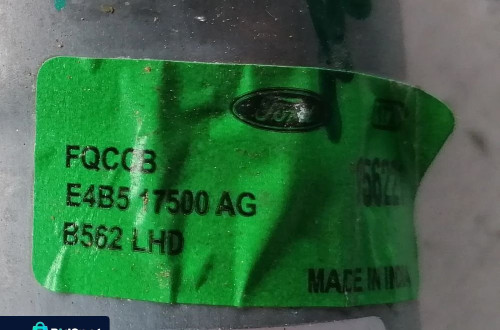 Ford
FQCCB
E4B5 17500 AG
B562 LHD
MADE IN INDIA